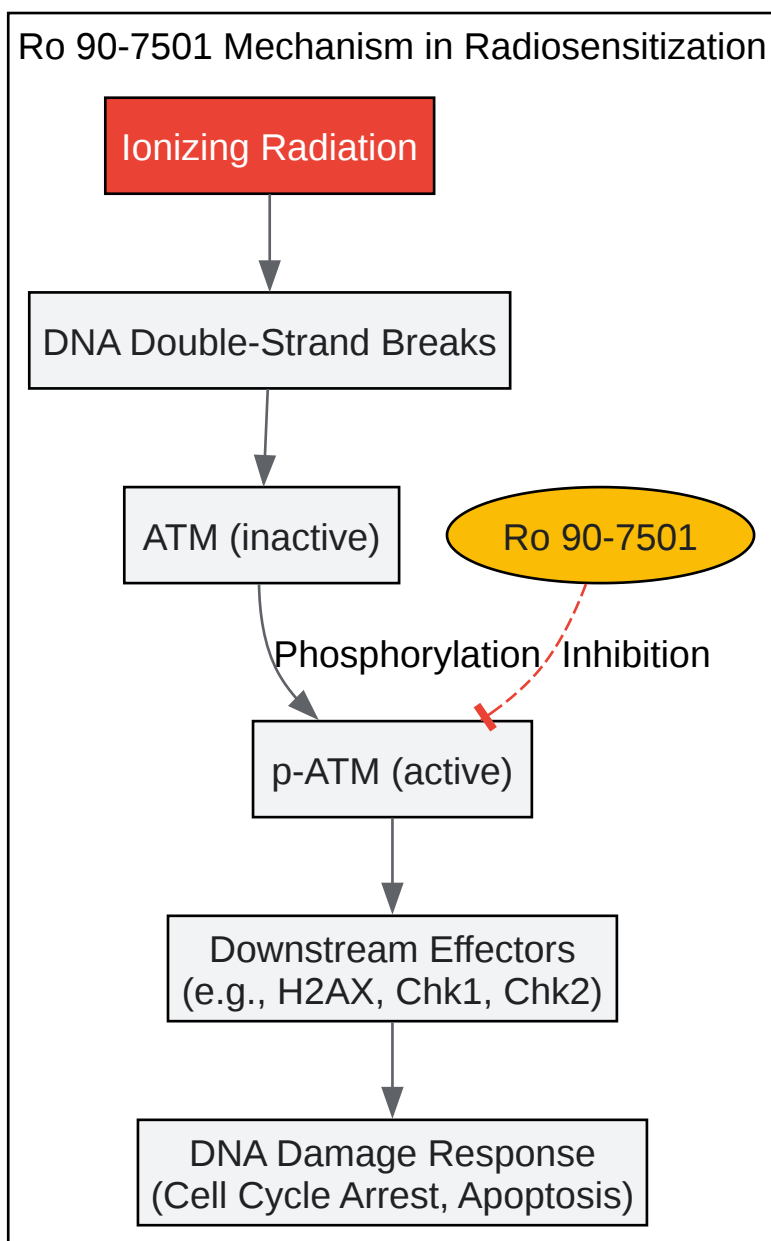 Ro 90-7501 Mechanism in Radiosensitization
Ionizing Radiation
DNA Double-Strand Breaks
ATM (inactive)
Ro 90-7501
Phosphorylation
Inhibition
p-ATM (active)
Downstream Effectors
(e.g., H2AX, Chk1, Chk2)
DNA Damage Response
(Cell Cycle Arrest, Apoptosis)